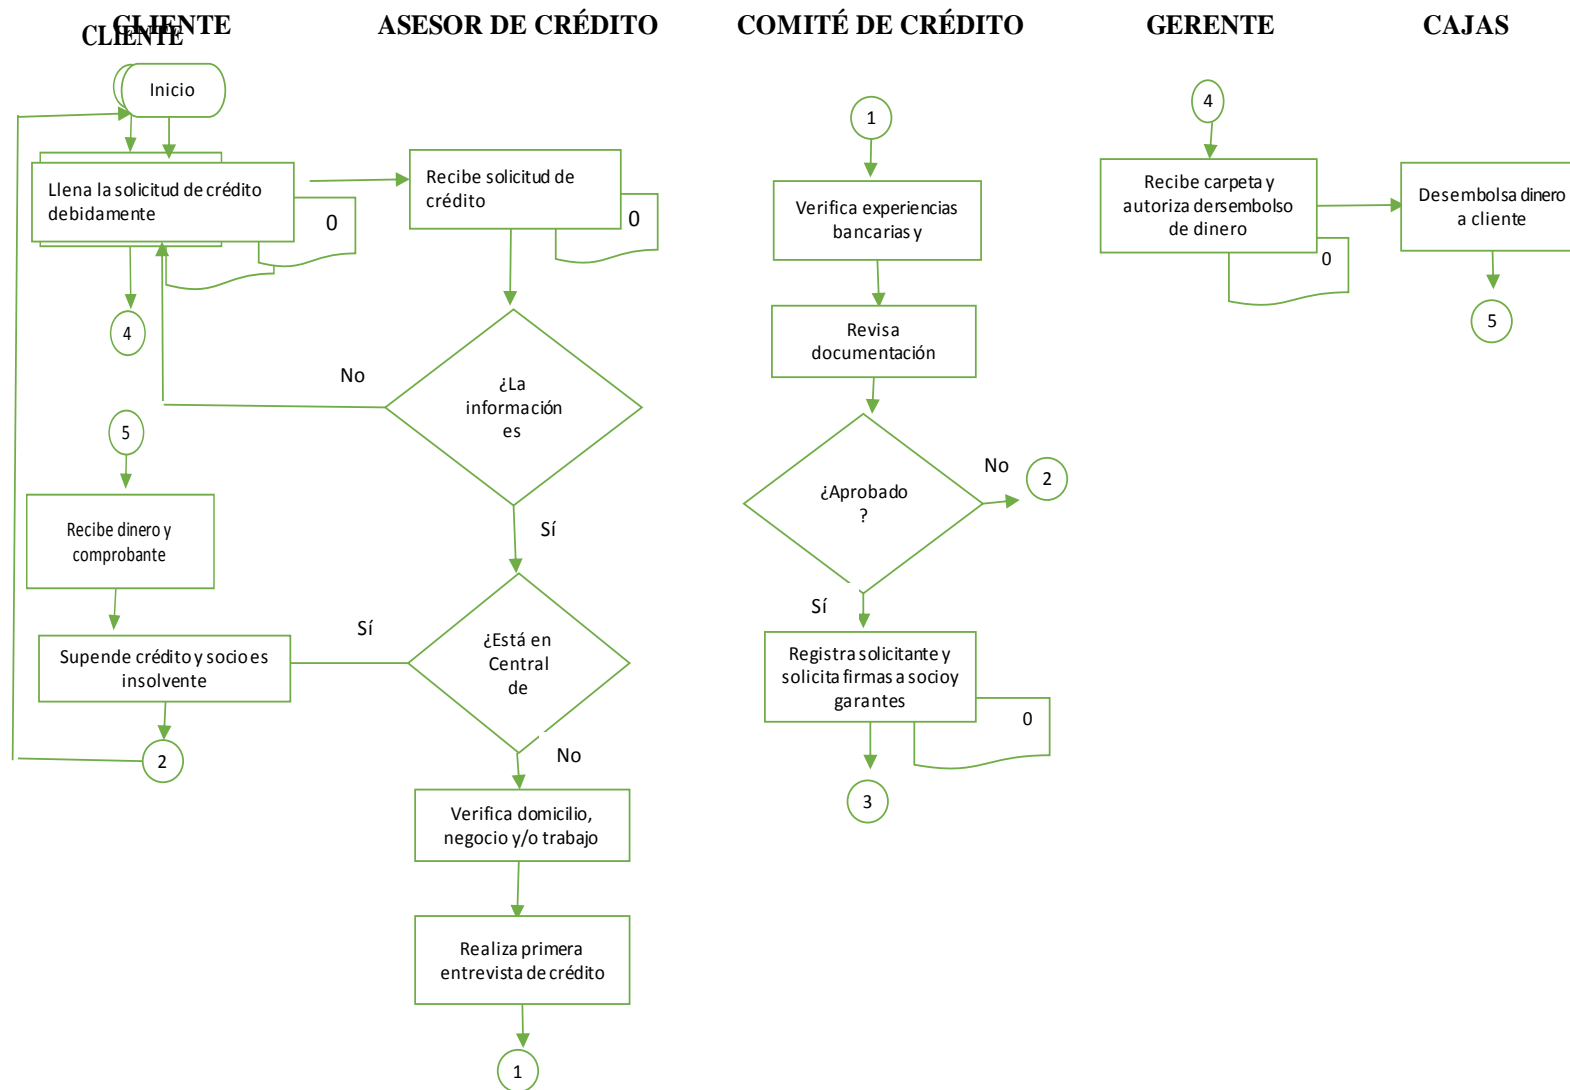 CLIENTE
CLIENTE
ASESOR DE CRÉDITO
COMITÉ DE CRÉDITO
GERENTE
CAJAS
Inicio
Llena la solicitud de crédito
debidamente
0
4
5
Recibe dinero y
comprobante
Supende crédito y socio es
insolvente
2
Recibe solicitud de
crédito
0
¿La
información
es
No
Sí
¿Está en
Central
de
Sí
No
Verifica domicilio,
negocio y/o trabajo
Realiza primera
entrevista de crédito
1
1
Verifica experiencias
bancarias y
Revisa
documentación
¿Aprobado
?
No
2
Sí
Registra solicitante y
solicita firmas a socio y
garantes
0
3
4
Recibe carpeta y
autoriza dersembolso
de dinero
0
Desembolsa dinero
a cliente
5